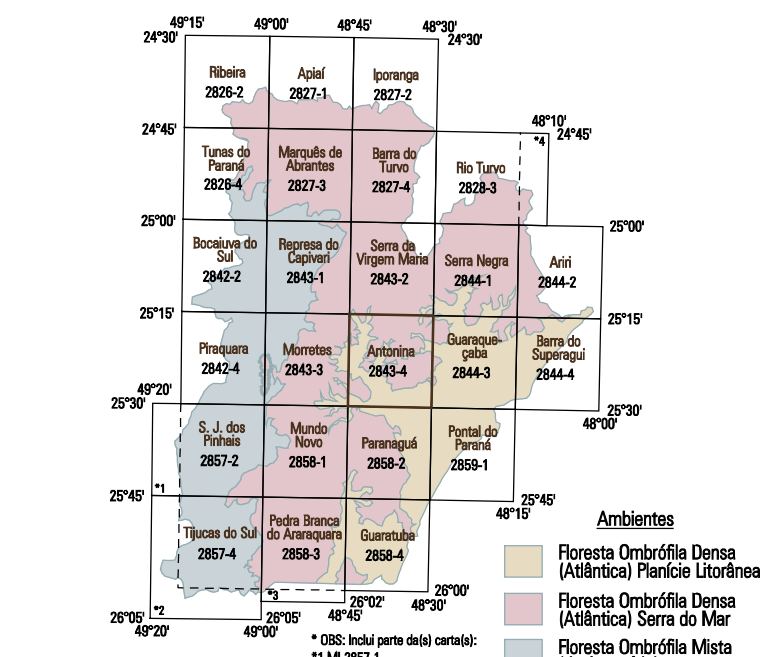 49°15' 49°00' 48°45' 48°30'
24°30' 24°30'
Ribeira
2826-2
Apiaí
2827-1
Iporanga
2827-2
48°10'
24°45' 24°45'
*4
Tunas do
Paraná
2826-4
Marquês de
Abrantes
2827-3
Barra do
Turvo
2827-4
Rio Turvo
2828-3
25°00' 25°00'
Bocaiuva do
Sul
2842-2
Represa do
Capivari
2843-1
Serra da
Virgem Maria
2843-2
Serra Negra
2844-1
Ariri
2844-2
25°15' 25°15'
Piraquara
2842-4
Morretes
2843-3
Antonina
2843-4
Guaraque-
çaba
2844-3
Barra do
Superagui
2844-4
49°20'
25°30' 25°30'
48°00'
S. J. dos
Pinhais
2857-2
Mundo
Novo
2858-1
Paranaguá
2858-2
Pontal do
Paraná
2859-1
*1
25°45' 25°45'
48°15'
Tijucas do Sul
2857-4
Pedra Branca
do Araraquara
2858-3
Guaratuba
2858-4
*3
26°00'
26°02' 48°30'
*2
26°05' 26°05' 48°45'
49°20' 49°00'
Ambientes
Floresta Ombrófila Densa
(Atlântica) Planície Litorânea
Floresta Ombrófila Densa
(Atlântica) Serra do Mar
Floresta Ombrófila Mista
* OBS: Inclui parte da(s) carta(s):
*1 MI 2857-1